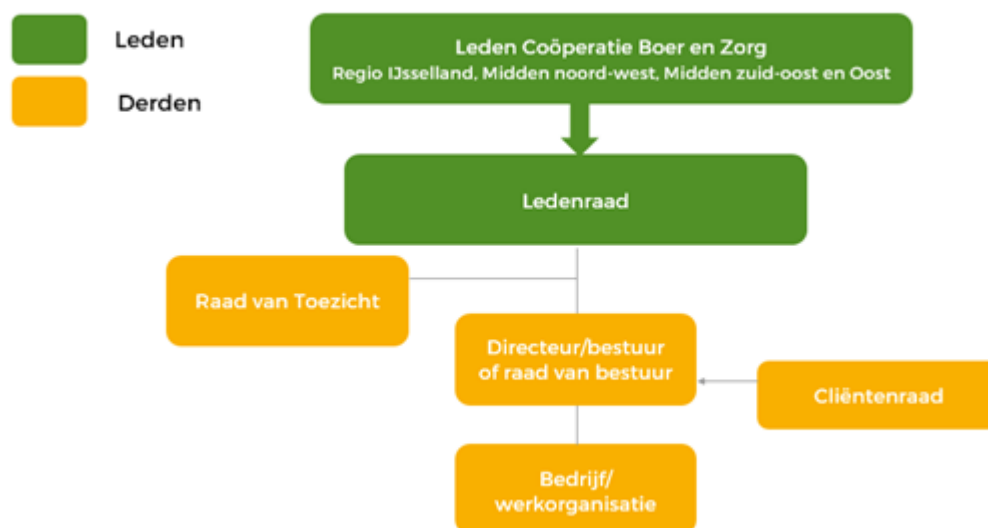 Leden
Derden
Leden Coöperatie Boer en Zorg
Regio IJsselland, Midden noord-west, Midden zuid-oost en Oost
Ledenraad
Raad van Toezicht
Directeur/bestuur
of raad van bestuur
Cliëntenraad
Bedrijf/
werkorganisatie